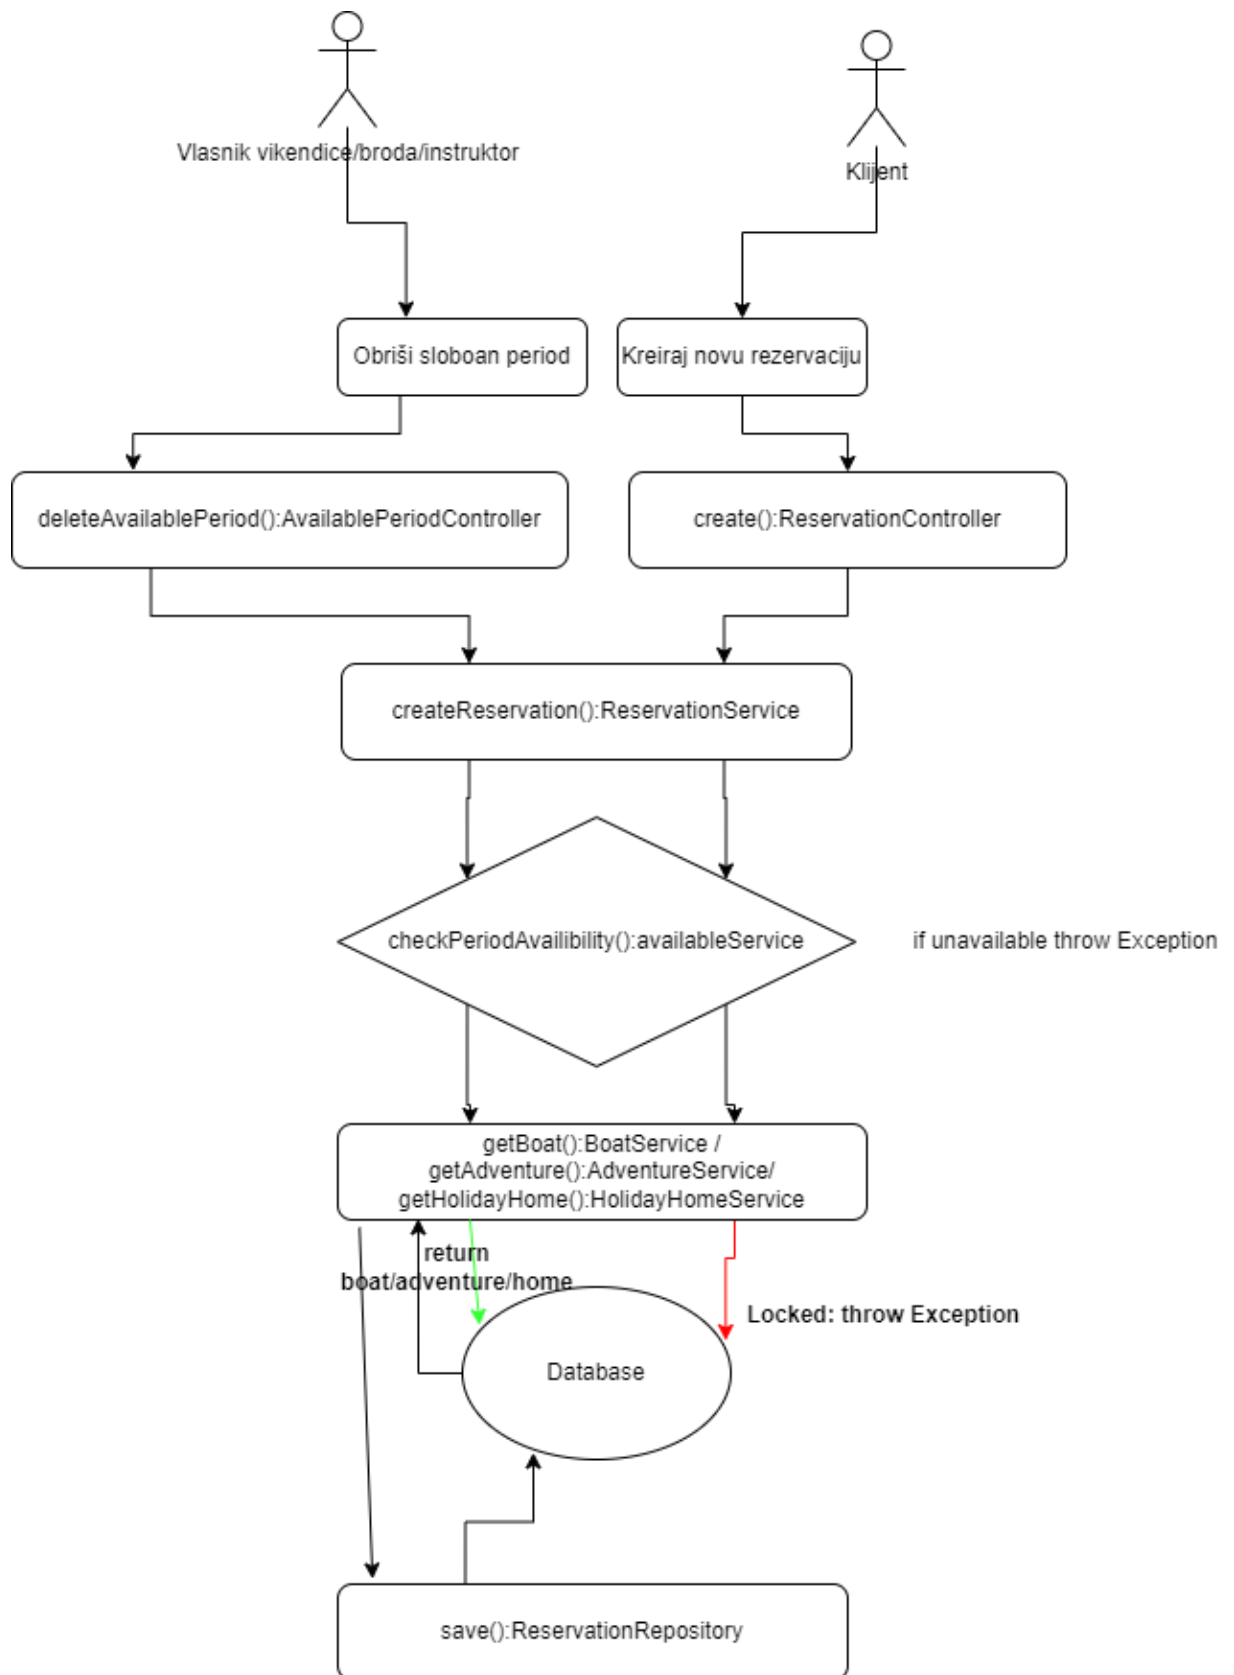 Vlasnik vikendice/broda/instruktor
Klijent
Obriši sloboan period
Kreiraj novu rezervaciju
deleteAvailablePeriod():AvailablePeriodController
create():ReservationController
createReservation():ReservationService
checkPeriodAvailibility():availableService
if unavailable throw Exception
getBoat():BoatService /
getAdventure():AdventureService/
getHolidayHome():HolidayHomeService
return
boat/adventure/home
Locked: throw Exception
Database
save():ReservationRepository